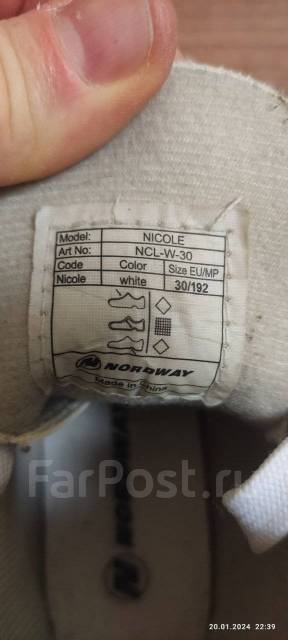 Model: NICOLE
Art No: NCL-W-30
Code Color Size EU/MP
Nicole white 30/192
NORDWAY
Made in China
FarPost.ru
20.01.2024 22:39